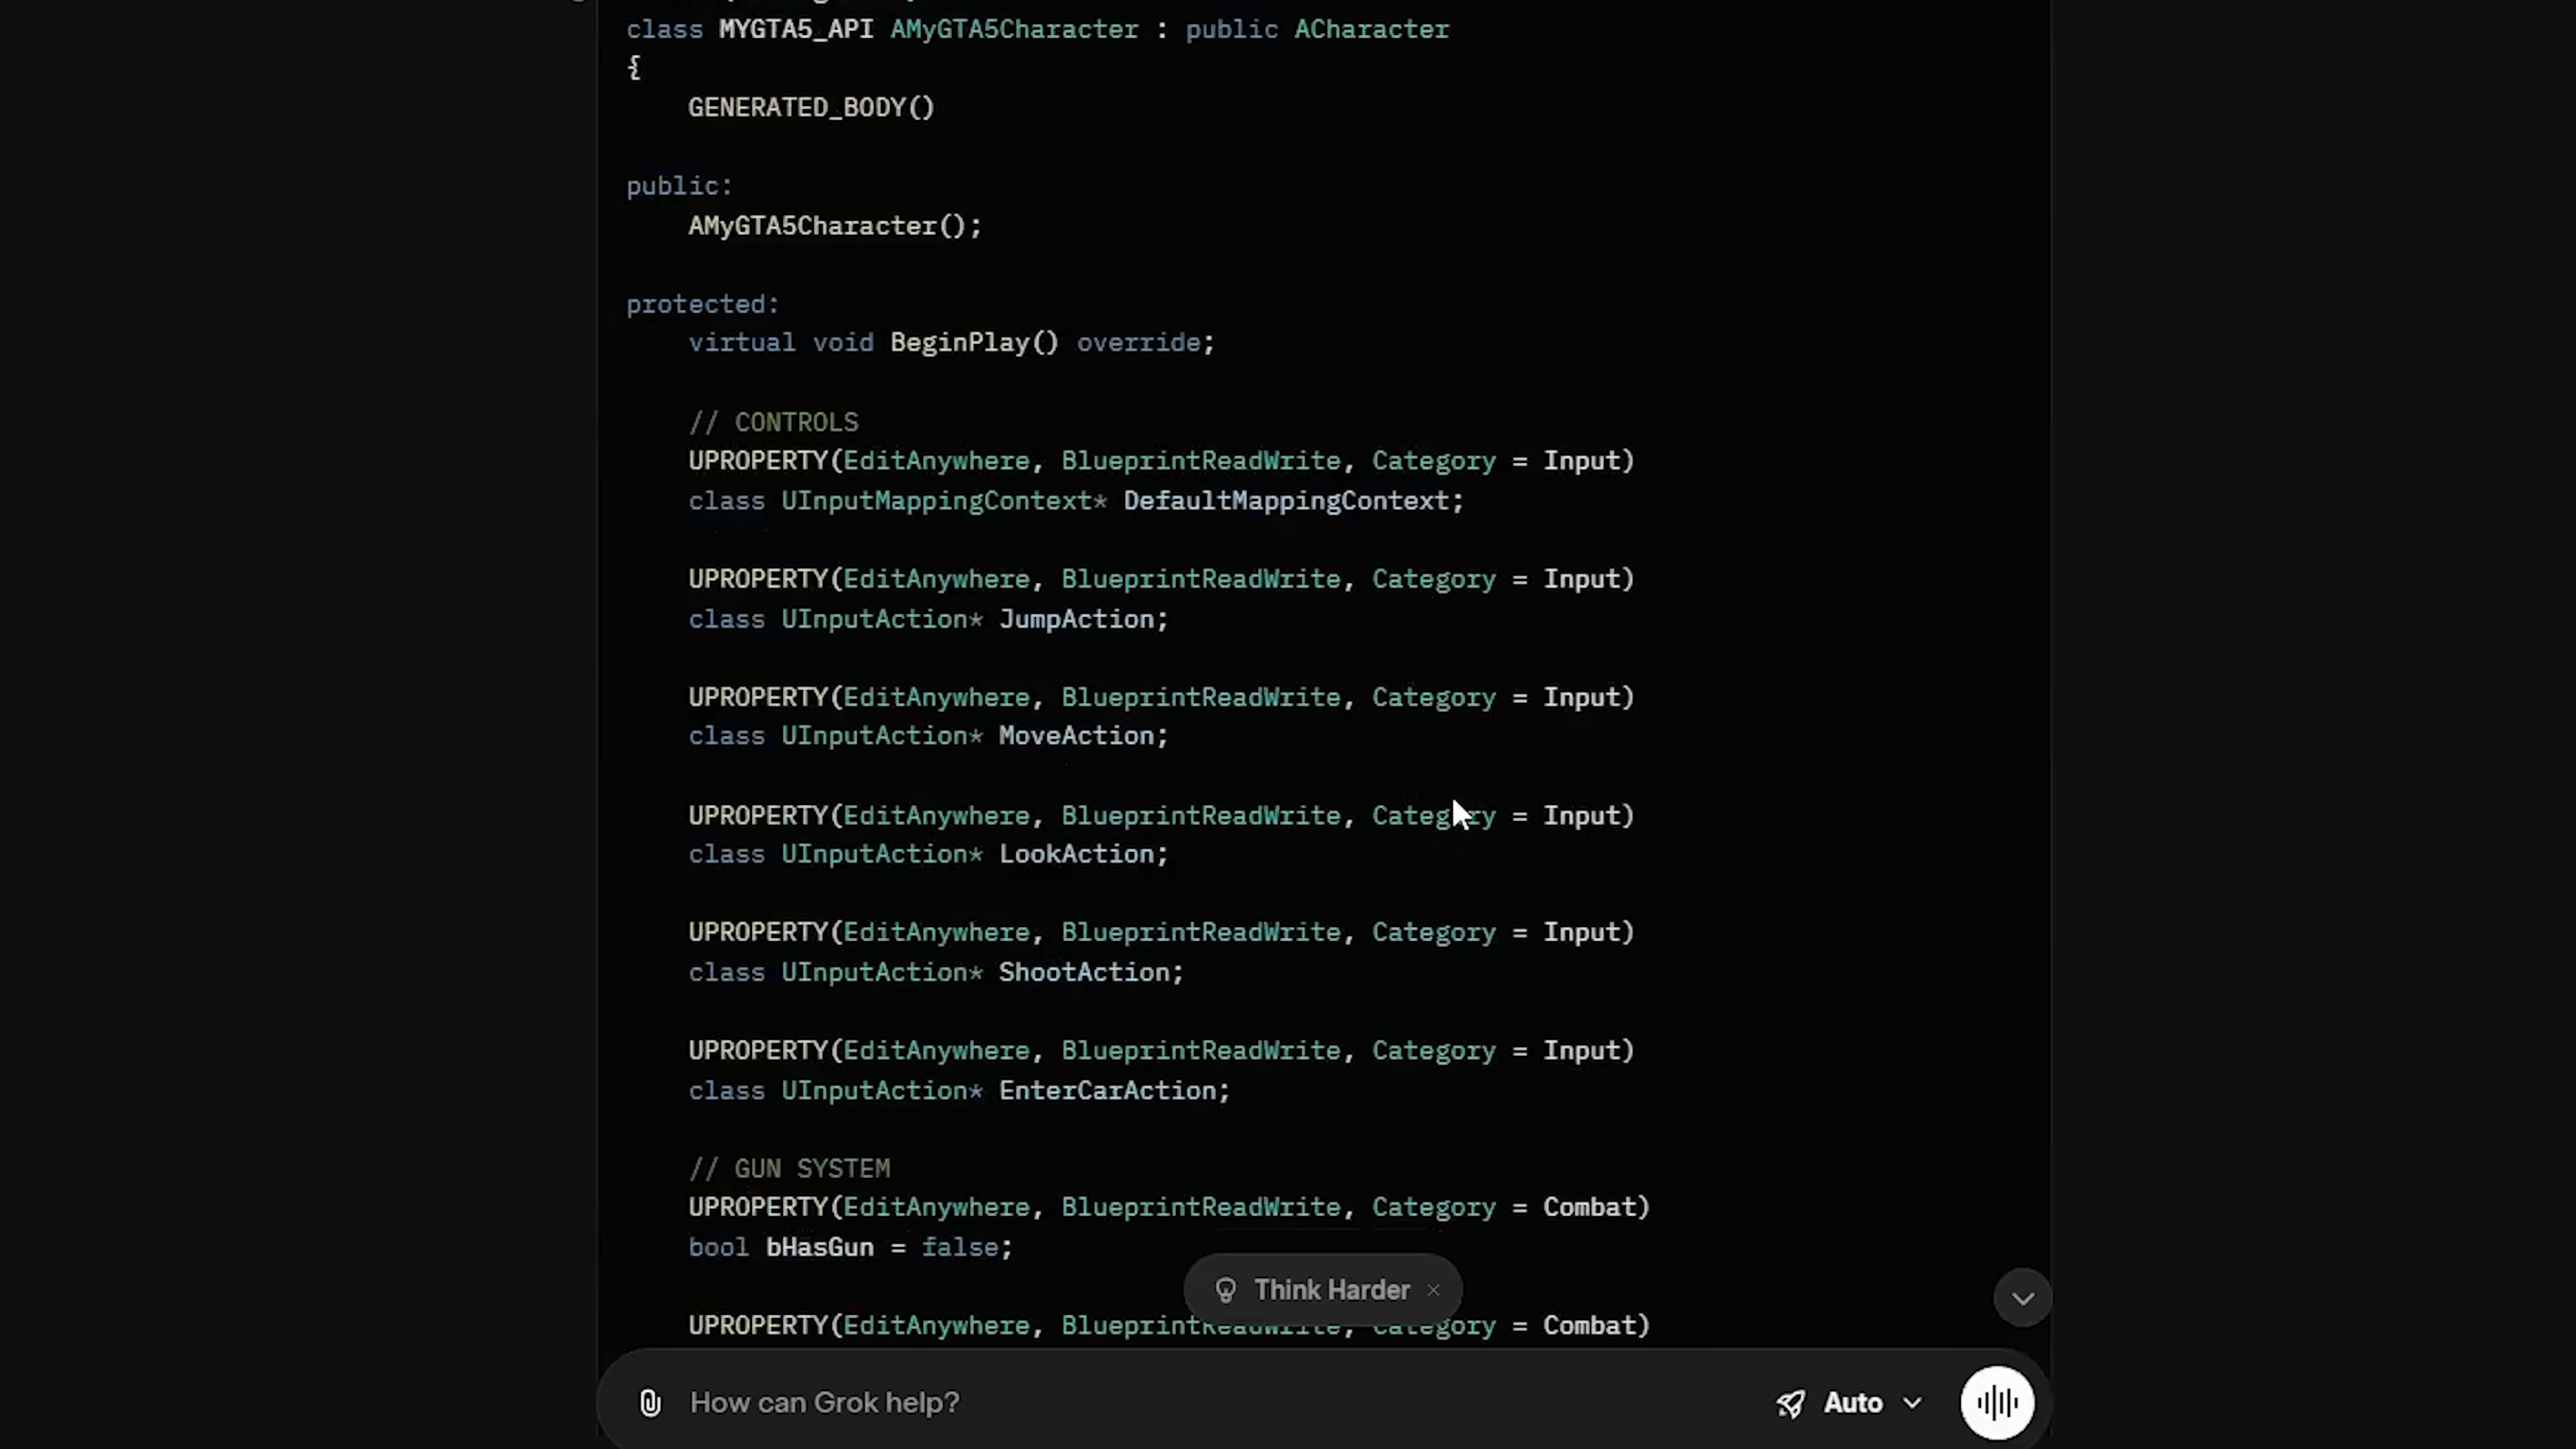 class MYGTA5_API AMyGTA5Character : public ACharacter
{
GENERATED_BODY()
public:
AMyGTA5Character();
protected:
virtual void BeginPlay() override;
// CONTROLS
UPROPERTY(EditAnywhere, BlueprintReadWrite, Category = Input)
class UInputMappingContext* DefaultMappingContext;
UPROPERTY(EditAnywhere, BlueprintReadWrite, Category = Input)
class UInputAction* JumpAction;
UPROPERTY(EditAnywhere, BlueprintReadWrite, Category = Input)
class UInputAction* MoveAction;
UPROPERTY(EditAnywhere, BlueprintReadWrite, Category = Input)
class UInputAction* LookAction;
UPROPERTY(EditAnywhere, BlueprintReadWrite, Category = Input)
class UInputAction* ShootAction;
UPROPERTY(EditAnywhere, BlueprintReadWrite, Category = Input)
class UInputAction* EnterCarAction;
// GUN SYSTEM
UPROPERTY(EditAnywhere, BlueprintReadWrite, Category = Combat)
bool bHasGun = false;
Think Harder
UPROPERTY(EditAnywhere, BlueprintReadWrite, Category = Combat)
How can Grok help?
Auto